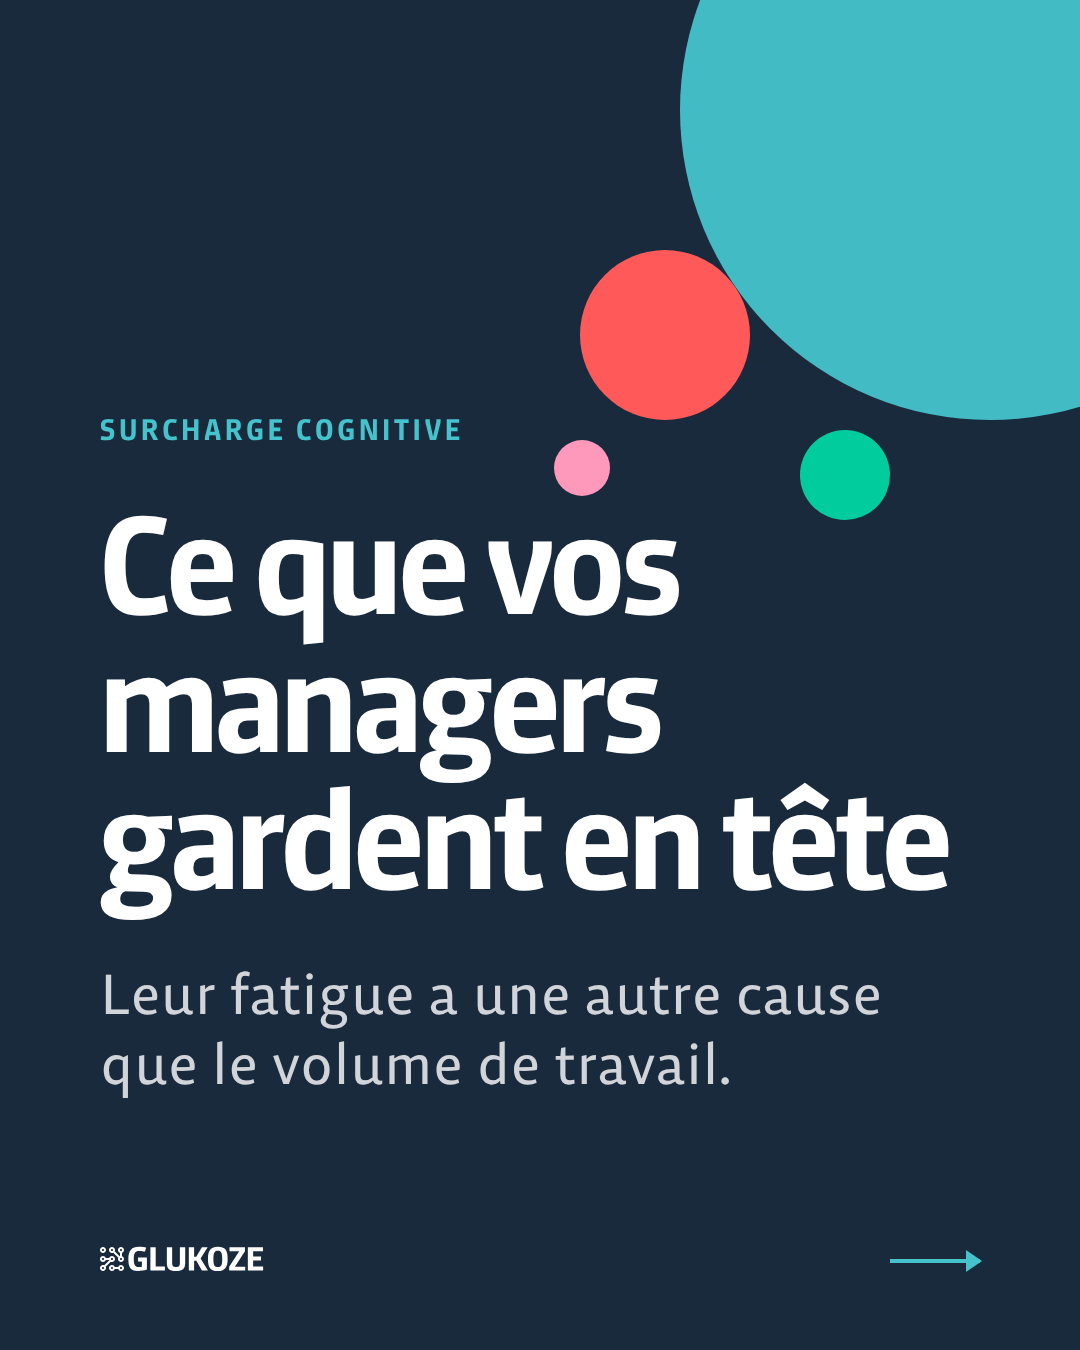 SURCHARGE COGNITIVE
Ce que vos
managers
gardent en tête
Leur fatigue a une autre cause
que le volume de travail.
GLUKOZE